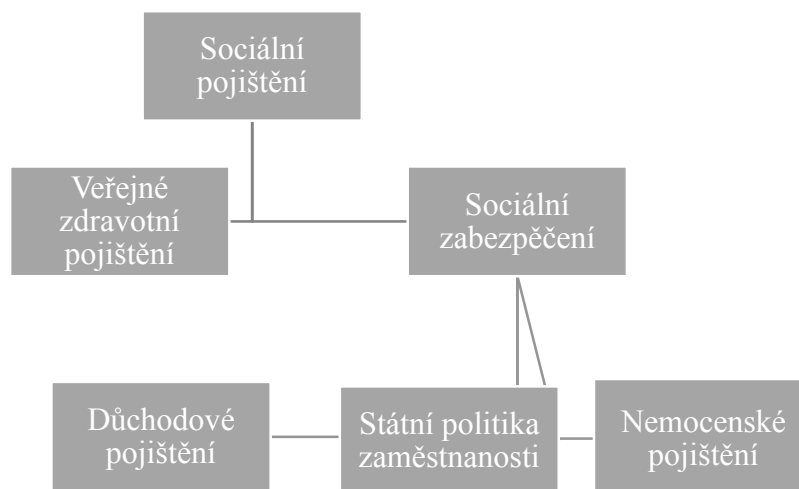 Sociální
pojištění
Veřejné
zdravotní
pojištění
Sociální
zabezpěčení
Důchodové
pojištění
Státní politika
zaměstnanosti
Nemocenské
pojištění